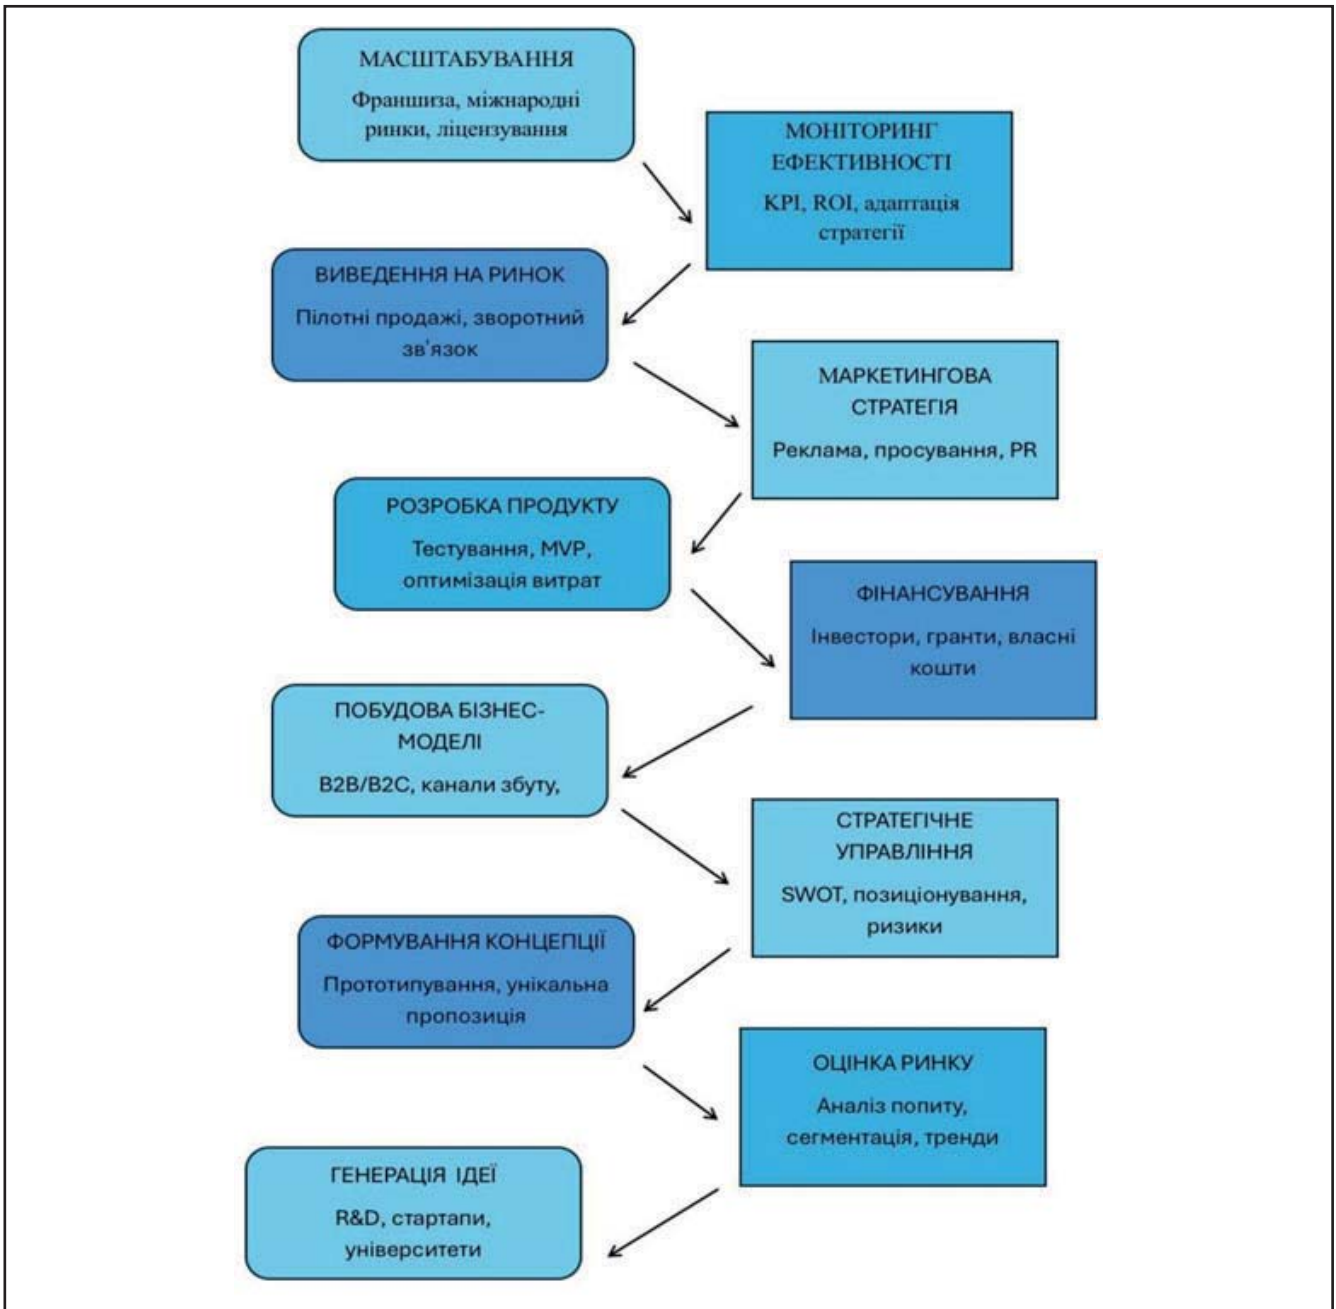 МАСШТАБУВАННЯ
Франшиза, міжнародні
ринки, ліцензування
МОНІТОРИНГ
ЕФЕКТИВНОСТІ
KPI, ROI, адаптація
стратегії
ВИВЕДЕННЯ НА РИНОК
Пілотні продажі, зворотний
зв'язок
МАРКЕТИНГОВА
СТРАТЕГІЯ
Реклама, просування, PR
РОЗРОБКА ПРОДУКТУ
Тестування, MVP,
оптимізація витрат
ФІНАНСУВАННЯ
Інвестори, гранти, власні
кошти
ПОБУДОВА БІЗНЕС-
МОДЕЛІ
B2B/B2C, канали збуту,
СТРАТЕГІЧНЕ
УПРАВЛІННЯ
SWOT, позиціонування,
ризики
ФОРМУВАННЯ КОНЦЕПЦІЇ
Прототипування, унікальна
пропозиція
ОЦІНКА РИНКУ
Аналіз попиту,
сегментація, тренди
ГЕНЕРАЦІЯ ІДЕЇ
R&D, стартапи,
університети